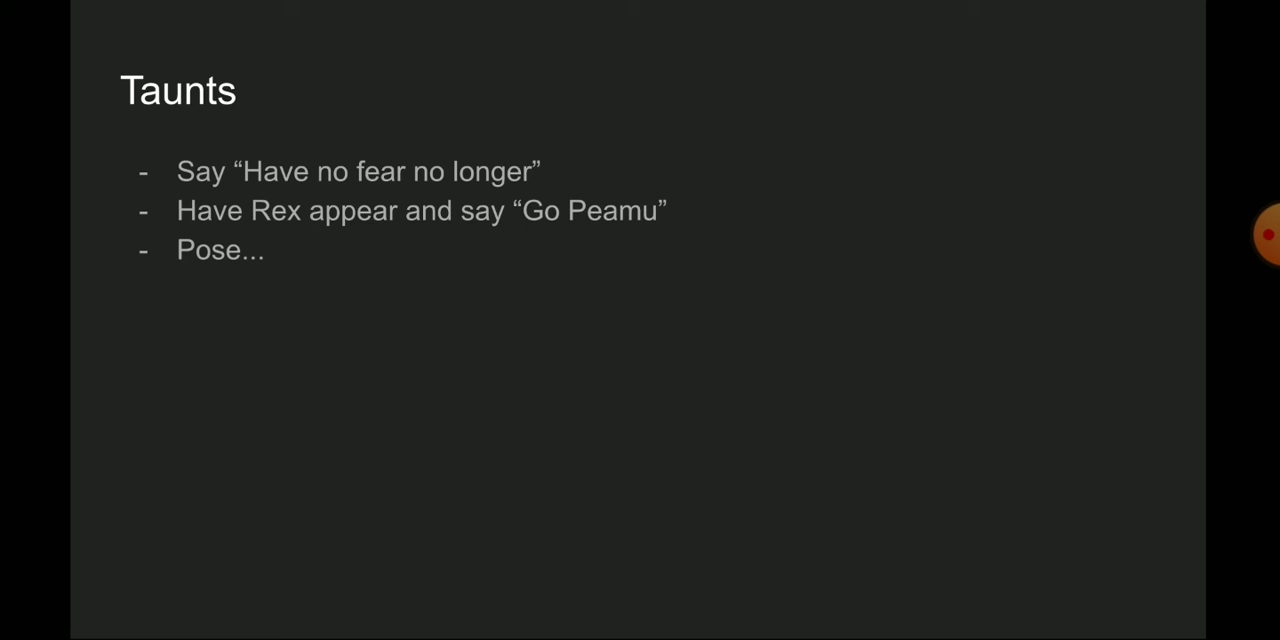 Taunts
- Say “Have no fear no longer”
- Have Rex appear and say “Go Peamu”
- Pose...